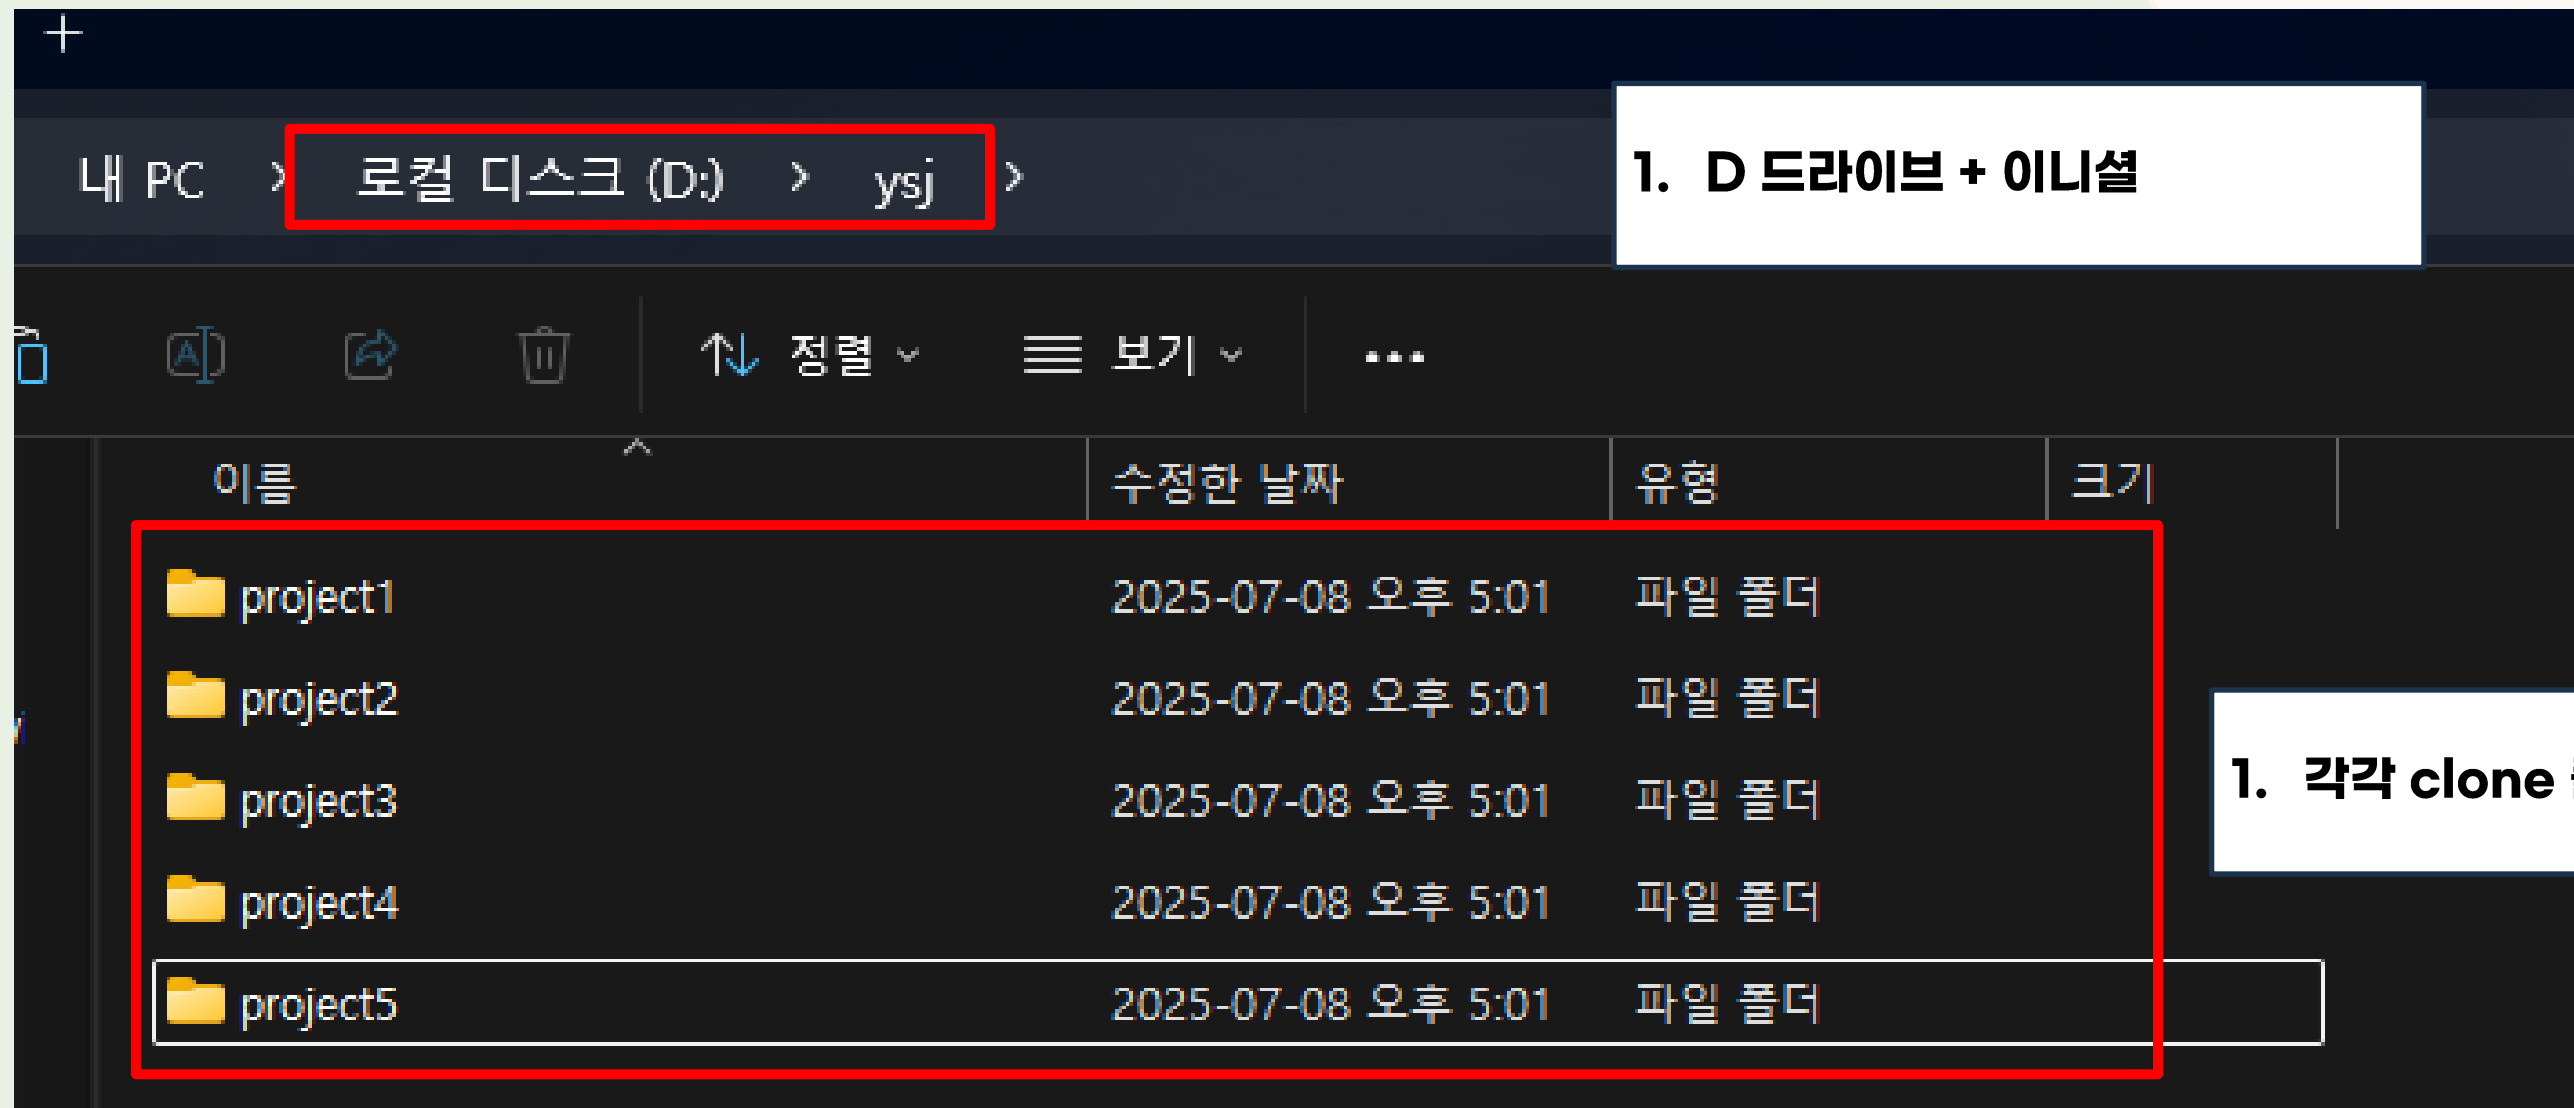 내 PC > 로컬 디스크 (D:) > ysj >
1. D 드라이브 + 이니셜
정렬 보기 ...
이름 수정한 날짜 유형 크기
project1 2025-07-08 오후 5:01 파일 폴더
project2 2025-07-08 오후 5:01 파일 폴더
project3 2025-07-08 오후 5:01 파일 폴더
project4 2025-07-08 오후 5:01 파일 폴더
project5 2025-07-08 오후 5:01 파일 폴더
1. 각각 clone